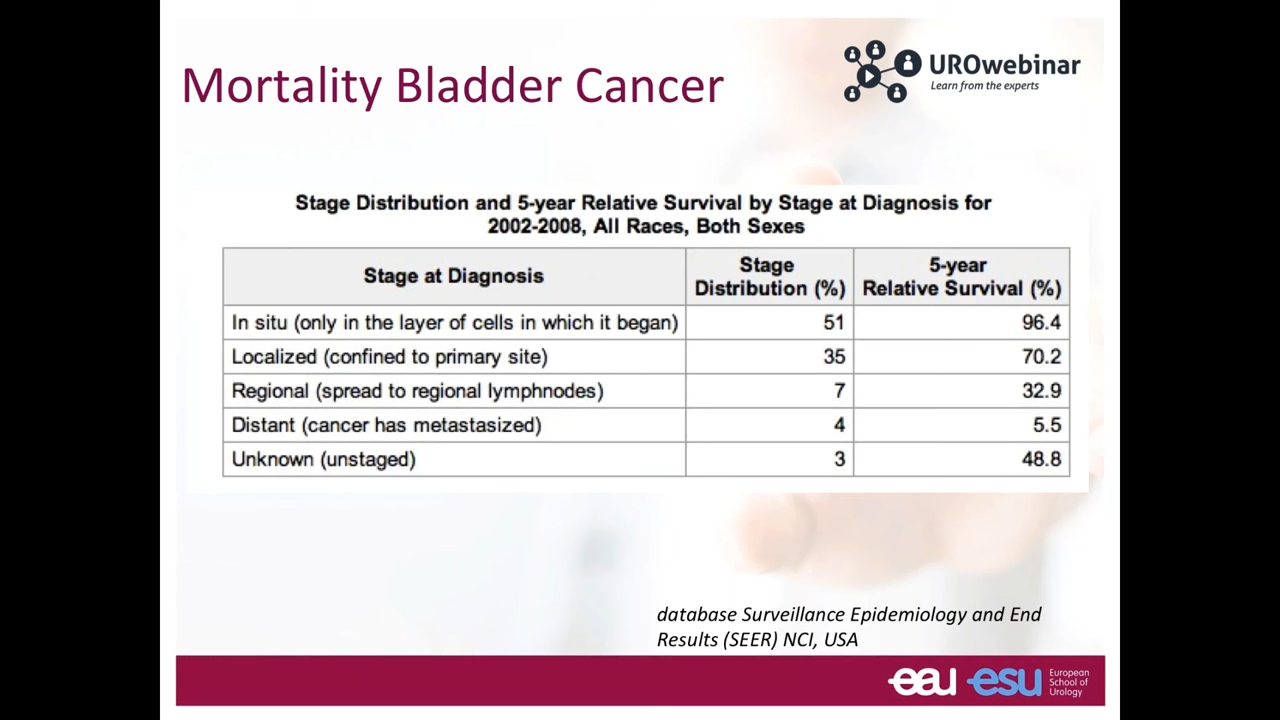 Mortality Bladder Cancer
UROwebinar
Learn from the experts
Stage Distribution and 5-year Relative Survival by Stage at Diagnosis for
2002-2008, All Races, Both Sexes
Stage at Diagnosis
Stage
Distribution (%)
5-year
Relative Survival (%)
In situ (only in the layer of cells in which it began) 51 96.4
Localized (confined to primary site) 35 70.2
Regional (spread to regional lymphnodes) 7 32.9
Distant (cancer has metastasized) 4 5.5
Unknown (unstaged) 3 48.8
database Surveillance Epidemiology and End
Results (SEER) NCI, USA
eau esu
European
School of
Urology